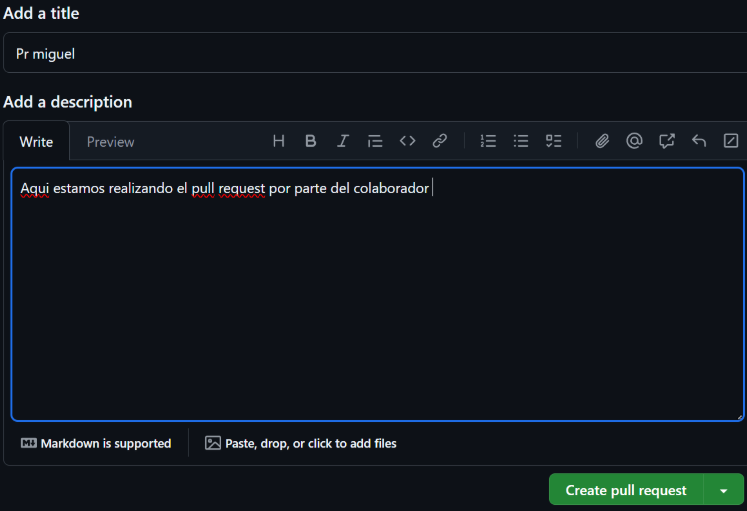 Add a title
Pr miguel
Add a description
Write Preview
Aqui estamos realizando el pull request por parte del colaborador
Markdown is supported Paste, drop, or click to add files
Create pull request